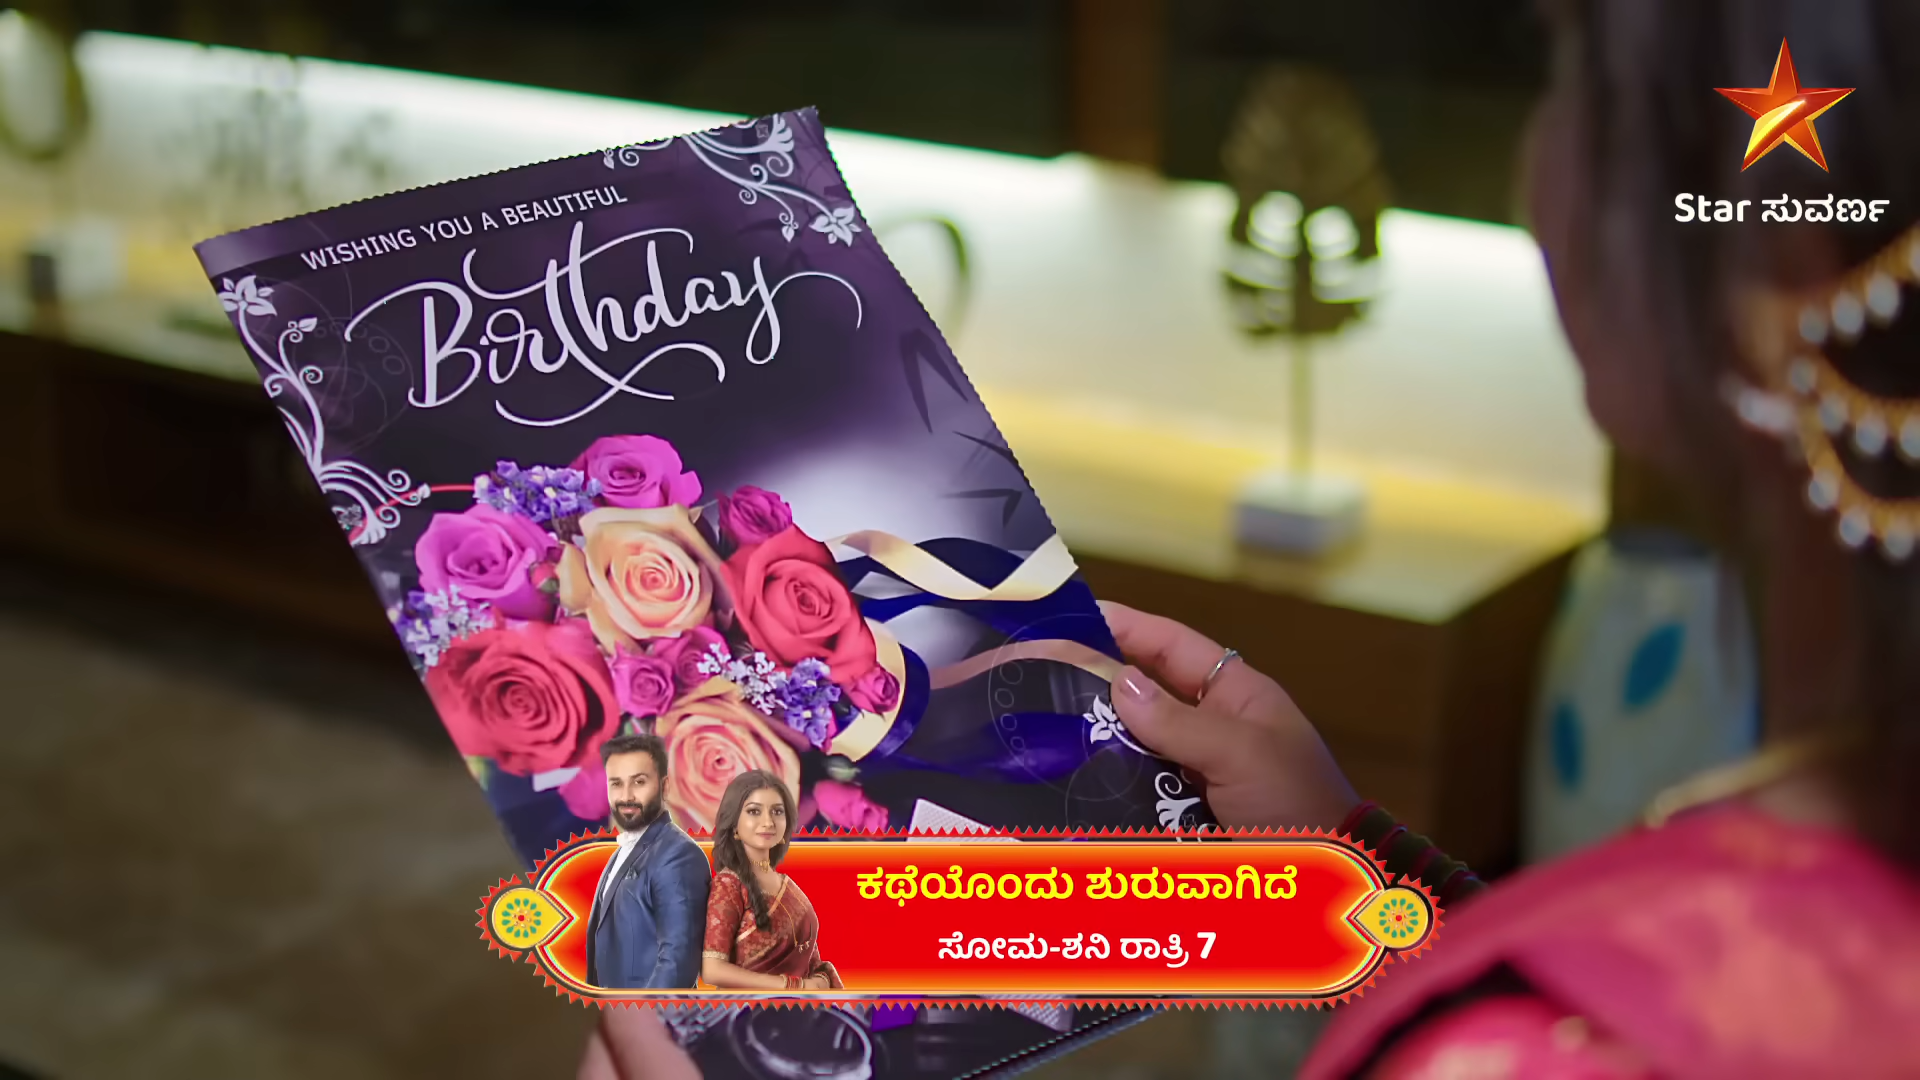 WISHING YOU A BEAUTIFUL
Birthday
Star ಸುವರ್ಣ
ಕಥೆಯೊಂದು ಶುರುವಾಗಿದೆ
ಸೋಮ-ಶನಿ ರಾತ್ರಿ 7